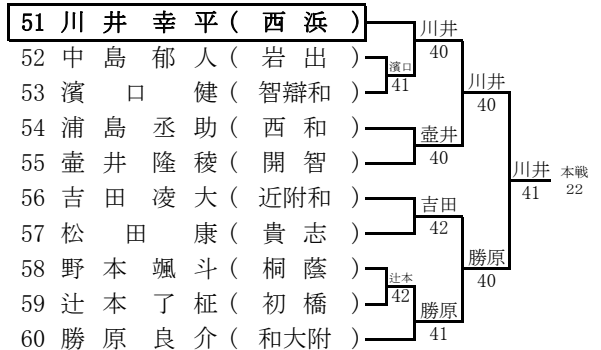 51 川井 幸平(西浜)
52 中島 郁人(岩出)
53 濱口 健(智辯和)
54 浦島 丞助(西和)
55 壷井 隆稜(開智)
56 吉田 凌大(近附和)
57 松田 康(貴志)
58 野本 颯斗(桐蔭)
59 辻本 了柾(初橋)
60 勝原 良介(和大附)
濱口
41
辻本
42
川井
40
壺井
40
吉田
42
勝原
41
川井
40
勝原
40
川井
41
本戦
22